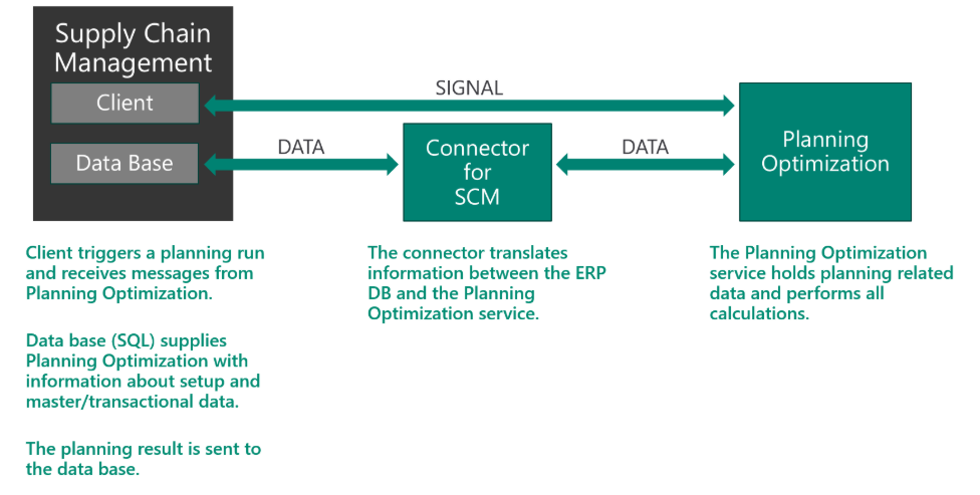 Supply Chain
Management
Client
Data Base
SIGNAL
DATA
Connector
for
SCM
DATA
Planning
Optimization
Client triggers a planning run
and receives messages from
Planning Optimization.
Data base (SQL) supplies
Planning Optimization with
information about setup and
master/transactional data.
The planning result is sent to
the data base.
The connector translates
information between the ERP
DB and the Planning
Optimization service.
The Planning Optimization
service holds planning related
data and performs all
calculations.